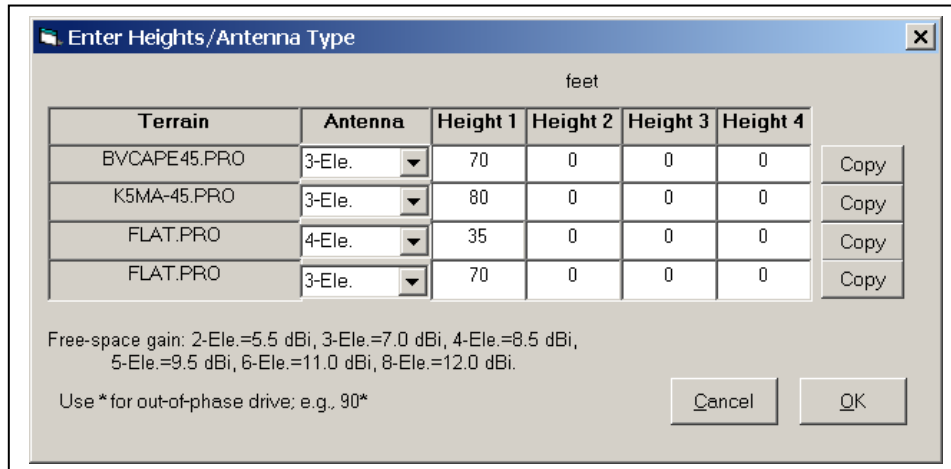 Enter Heights/Antenna Type
feet
Terrain Antenna Height 1 Height 2 Height 3 Height 4
BVCAPE45.PRO 3-Ele. 70 0 0 0 Copy
K5MA-45.PRO 3-Ele. 80 0 0 0 Copy
FLAT.PRO 4-Ele. 35 0 0 0 Copy
FLAT.PRO 3-Ele. 70 0 0 0 Copy
Free-space gain: 2-Ele.=5.5 dBi, 3-Ele.=7.0 dBi, 4-Ele.=8.5 dBi,
5-Ele.=9.5 dBi, 6-Ele.=11.0 dBi, 8-Ele.=12.0 dBi.
Use * for out-of-phase drive; e.g., 90*
Cancel OK